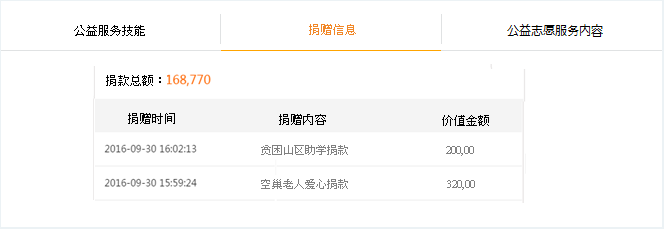 公益服务技能 捐赠信息 公益志愿服务内容
捐款总额：168,770
捐赠时间 捐赠内容 价值金额
2016-09-30 16:02:13 贫困山区助学捐款 200,00
2016-09-30 15:59:24 空巢老人爱心捐款 320,00